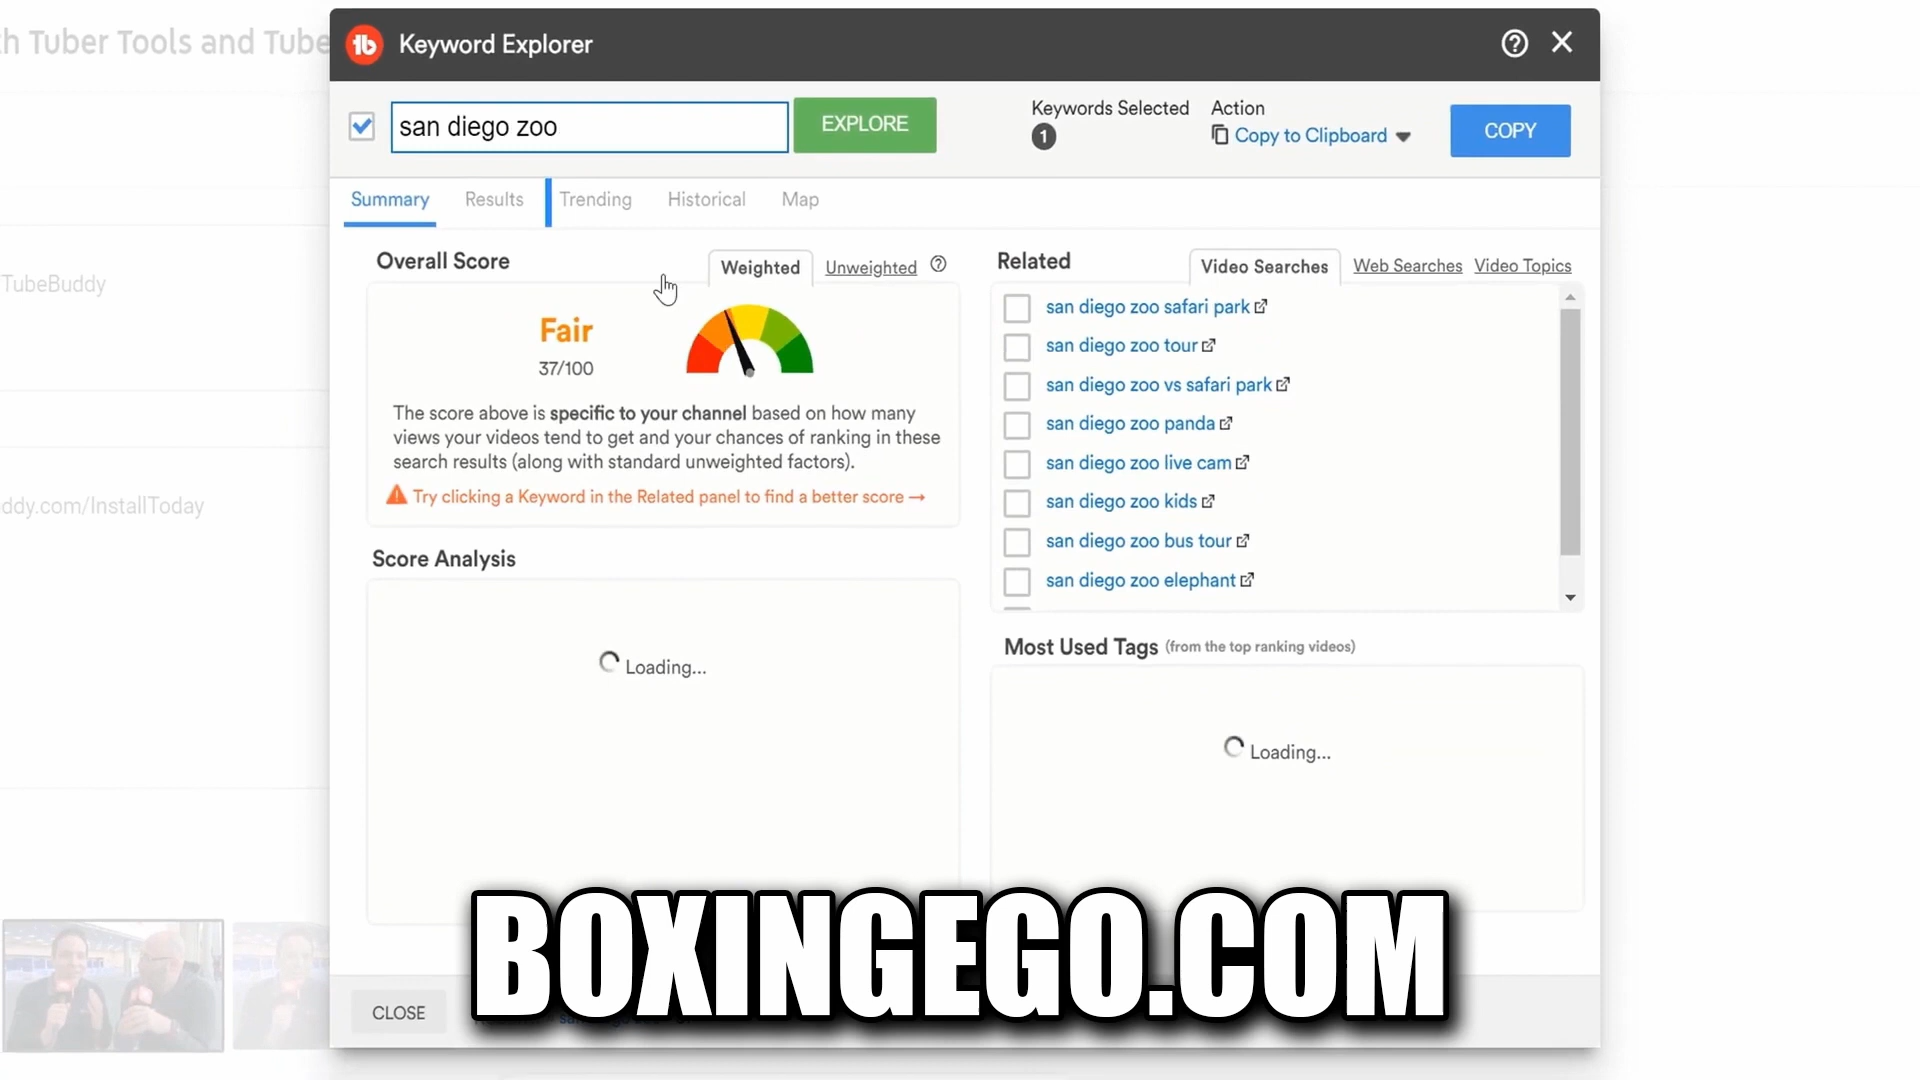 h Tuber Tools and Tube
Keyword Explorer
san diego zoo
EXPLORE
Keywords Selected
1
Action
Copy to Clipboard
COPY
Summary
Results
Trending
Historical
Map
TubeBuddy
ddy.com/InstallToday
Overall Score
Weighted
Unweighted
Fair
37/100
The score above is specific to your channel based on how many
views your videos tend to get and your chances of ranking in these
search results (along with standard unweighted factors).
Try clicking a Keyword in the Related panel to find a better score →
Related
Video Searches
Web Searches
Video Topics
san diego zoo safari park
san diego zoo tour
san diego zoo vs safari park
san diego zoo panda
san diego zoo live cam
san diego zoo kids
san diego zoo bus tour
san diego zoo elephant
Score Analysis
Loading...
Most Used Tags (from the top ranking videos)
Loading...
BOXINGEGO.COM
CLOSE